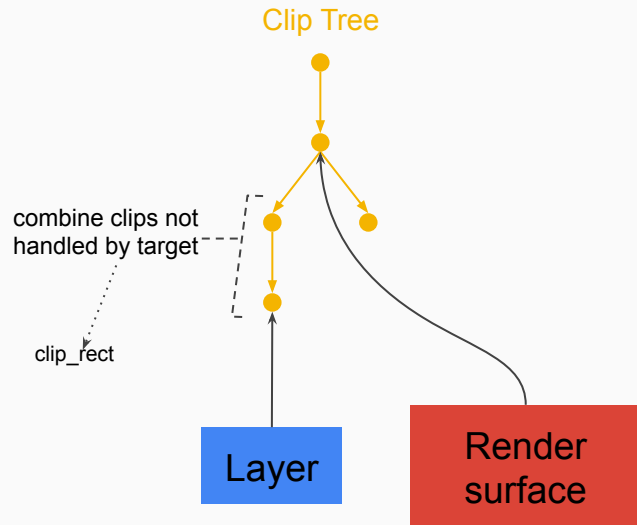 Clip Tree
combine clips not
handled by target
clip_rect
Layer
Render
surface